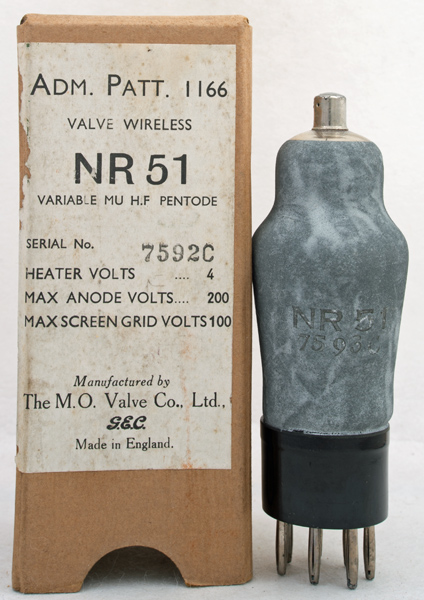 ADM. PATT. 1166
VALVE WIRELESS
NR 51
VARIABLE MU H.F PENTODE
SERIAL No. 7592C
HEATER VOLTS .... 4
MAX ANODE VOLTS.... 200
MAX SCREEN GRID VOLTS 100
Manufactured by
The M.O. Valve Co., Ltd.,
G.E.C.
Made in England.
NR 51